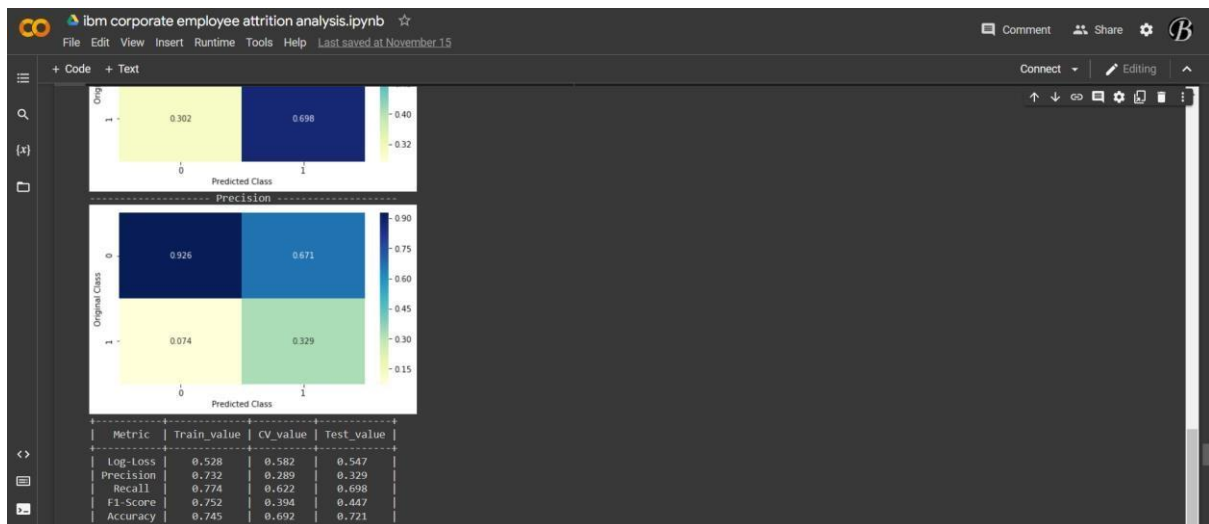 ibm corporate employee attrition analysis.ipynb
Comment
Share
File Edit View Insert Runtime Tools Help Last saved at November 15
+ Code + Text
Connect
Editing
{x}
1
0.302 0.698
0.40
0.32
0 1
Predicted Class
-------------------- Precision --------------------
0.90
0.75
0.60
0.45
0.30
0.15
Original Class
0 0.926 0.671
1 0.074 0.329
0 1
Predicted Class
| Metric | Train_value | CV_value | Test_value |
| Log-Loss | 0.528 | 0.582 | 0.547 |
| Precision | 0.732 | 0.289 | 0.329 |
| Recall | 0.774 | 0.622 | 0.698 |
| F1-Score | 0.752 | 0.394 | 0.447 |
| Accuracy | 0.745 | 0.692 | 0.721 |